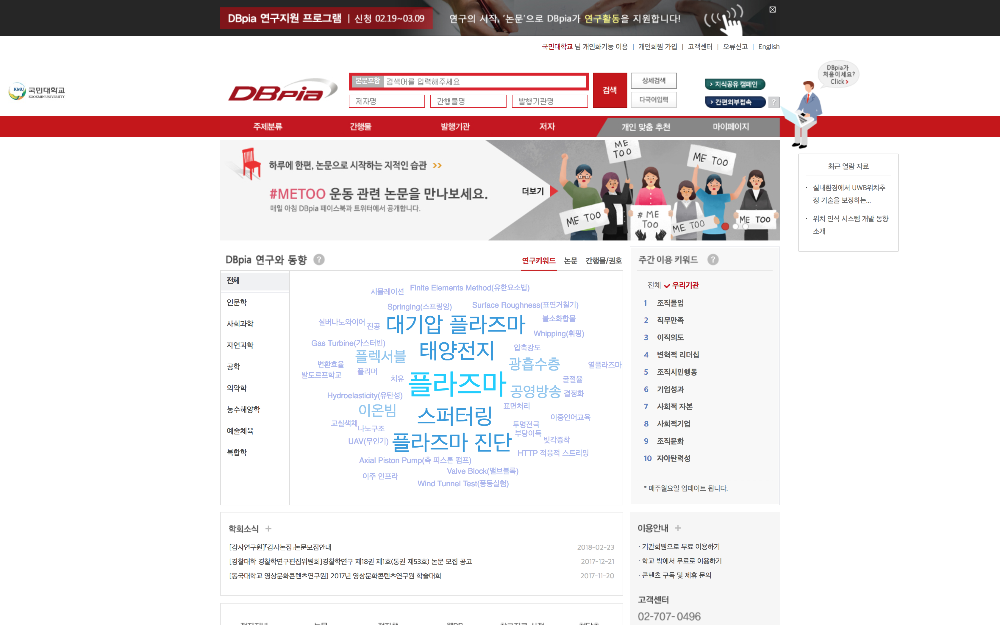 DBpia 연구지원 프로그램 | 신청 02.19~03.09
연구의 시작, '논문'으로 DBpia가 연구활동을 지원합니다!
국민대학교 님 개인화기능 이용 | 개인회원 가입 | 고객센터 | 오류신고 | English
KMU 국민대학교
KOOKMIN UNIVERSITY
DBpia
본문포함 검색어를 입력해주세요
저자명
간행물명
발행기관명
검색
상세검색
다국어입력
> 지식공유 캠페인
> 간편외부접속
?
DBpia가
처음이세요?
Click >
주제분류
간행물
발행기관
저자
개인 맞춤 추천
마이페이지
하루에 한편, 논문으로 시작하는 지적인 습관 >>
#METOO 운동 관련 논문을 만나보세요.
매일 아침 DBpia 페이스북과 트위터에서 공개합니다.
더보기
ME
TOO
ME TOO
ME TOO
# ME
TOO
ME TOO
ME TOO
최근 열람 자료
· 실내환경에서 UWB위치추
정 기술을 보정하는...
· 위치 인식 시스템 개발 동향
소개
DBpia 연구와 동향 ?
연구키워드
논문
간행물/권호
전체
인문학
사회과학
자연과학
공학
의약학
농수해양학
예술체육
복합학
시뮬레이션
Finite Elements Method(유한요소법)
Springing(스프링잉)
Surface Roughness(표면거칠기)
실버나노와이어
진공
대기압 플라즈마
불소화합물
Whipping(휘핑)
Gas Turbine(가스터빈)
태양전지
압축강도
플렉서블
광흡수층
변환효율
열플라즈마
발도르프학교
폴리머
치유
플라즈마
굴절율
공영방송
결정화
Hydroelasticity(유탄성)
이온빔
표면처리
스퍼터링
이중언어교육
교실색채
나노구조
투명전극
부당이득
UAV(무인기)
플라즈마 진단
빗각증착
HTTP 적응적 스트리밍
Axial Piston Pump(축 피스톤 펌프)
Valve Block(밸브블록)
이주 인프라
Wind Tunnel Test(풍동실험)
주간 이용 키워드 ?
전체 우리기관
1 조직몰입
2 직무만족
3 이직의도
4 변혁적 리더십
5 조직시민행동
6 기업성과
7 사회적 자본
8 사회적기업
9 조직문화
10 자아탄력성
* 매주월요일 업데이트 됩니다.
학회소식 +
[감사연구원]「감사논집」논문모집안내 2018-02-23
[경찰대학 경찰학연구편집위원회]경찰학연구 제18권 제1호(통권 제53호) 논문 모집 공고 2017-12-21
[동국대학교 영상문화콘텐츠연구원] 2017년 영상문화콘텐츠연구원 학술대회 2017-11-20
이용안내 +
· 기관회원으로 무료 이용하기
· 학교 밖에서 무료로 이용하기
· 콘텐츠 구독 및 제휴 문의
고객센터
02-707-0496